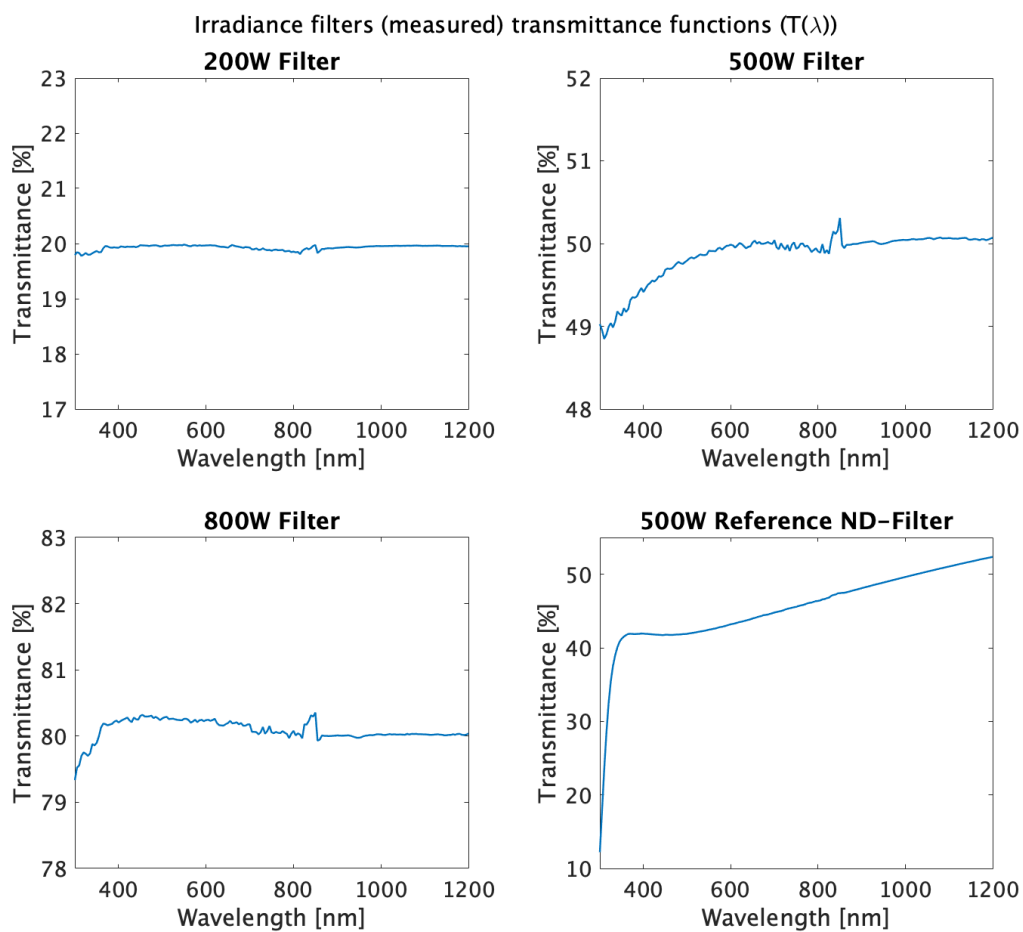 Irradiance filters (measured) transmittance functions (T(λ))
200W Filter
23
22
21
20
19
18
17
Transmittance [%]
400 600 800 1000 1200
Wavelength [nm]
500W Filter
52
51
50
49
48
Transmittance [%]
400 600 800 1000 1200
Wavelength [nm]
800W Filter
83
82
81
80
79
78
Transmittance [%]
400 600 800 1000 1200
Wavelength [nm]
500W Reference ND-Filter
50
40
30
20
10
Transmittance [%]
400 600 800 1000 1200
Wavelength [nm]